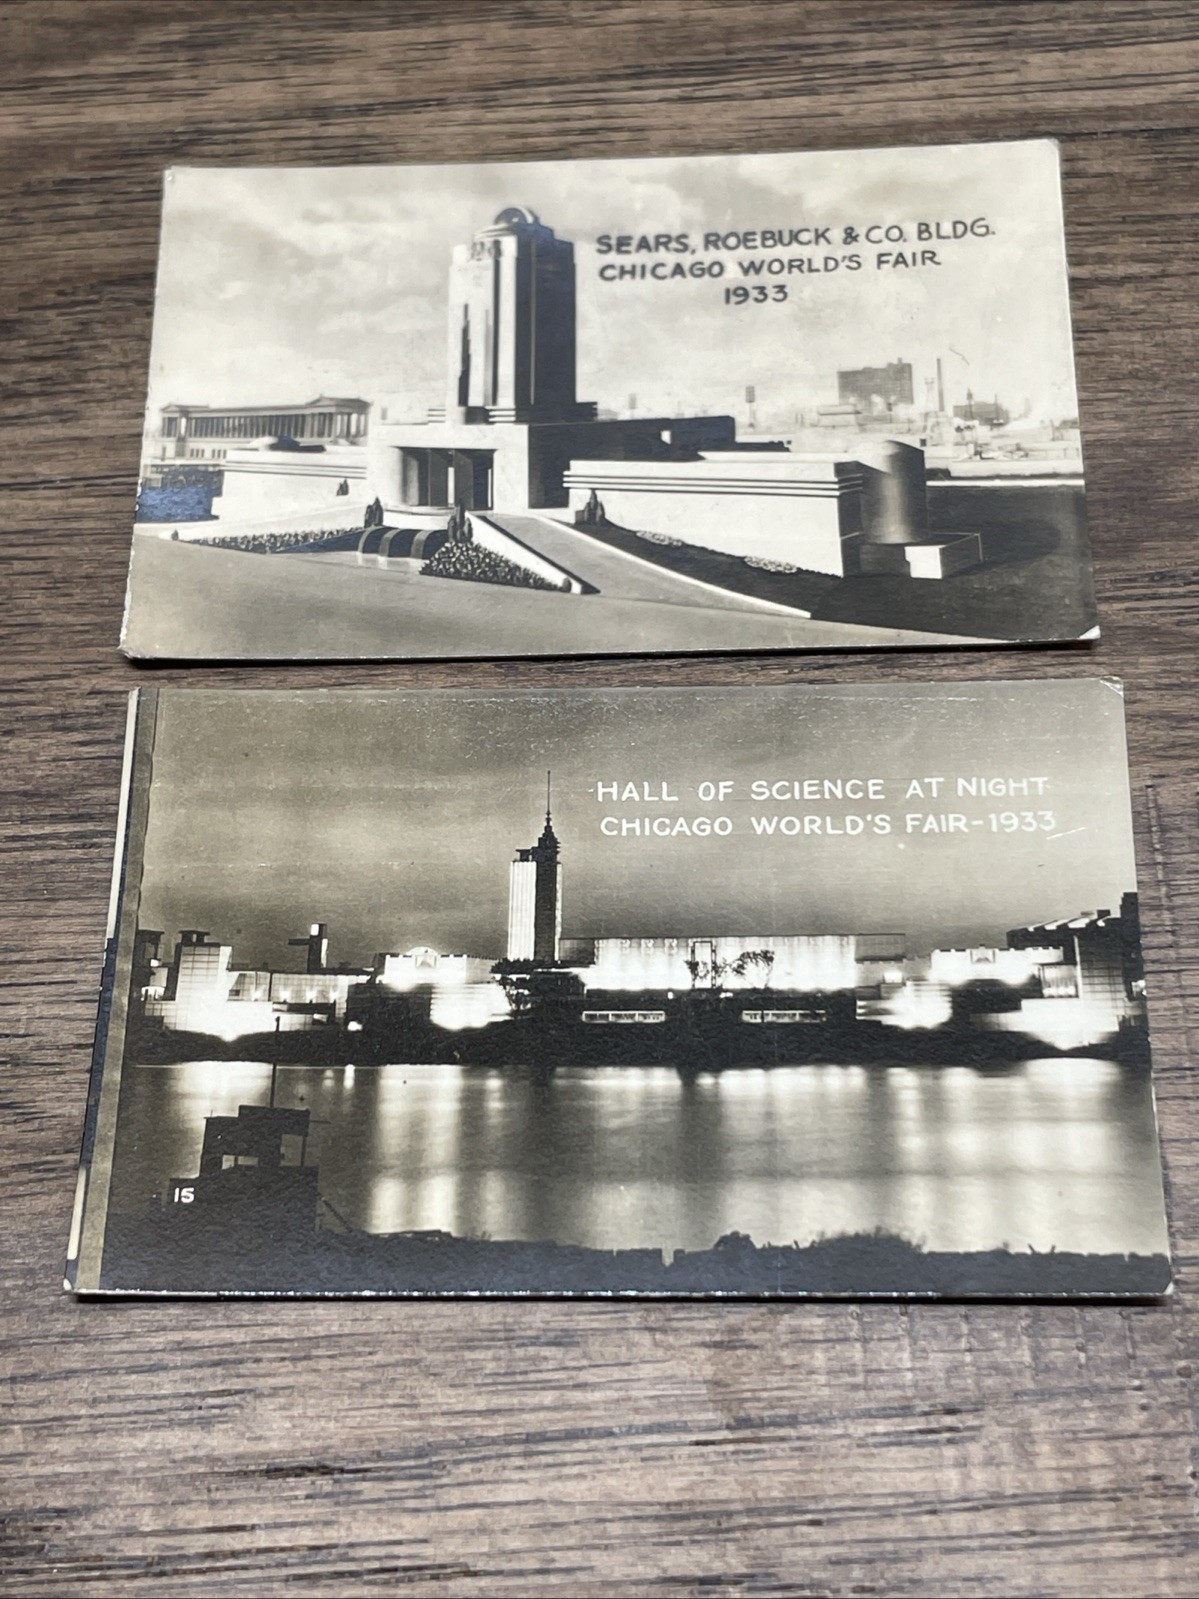 SEARS, ROEBUCK & CO. BLDG.
CHICAGO WORLD'S FAIR
1933
HALL OF SCIENCE AT NIGHT
CHICAGO WORLD'S FAIR-1933
15